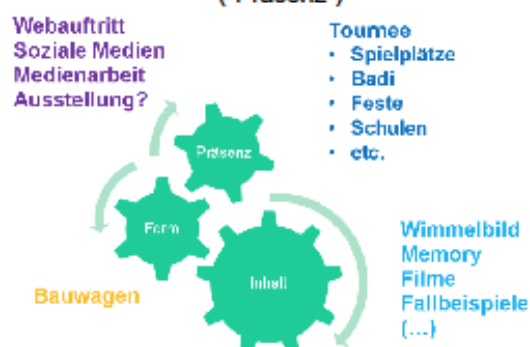 Webauftritt
Soziale Medien
Medienarbeit
Ausstellung?
Tournee
• Spielplätze
• Badi
• Feste
• Schulen
• etc.
Präsenz
Form
Inhalt
Bauwagen
Wimmelbild
Memory
Filme
Fallbeispiele
(...)